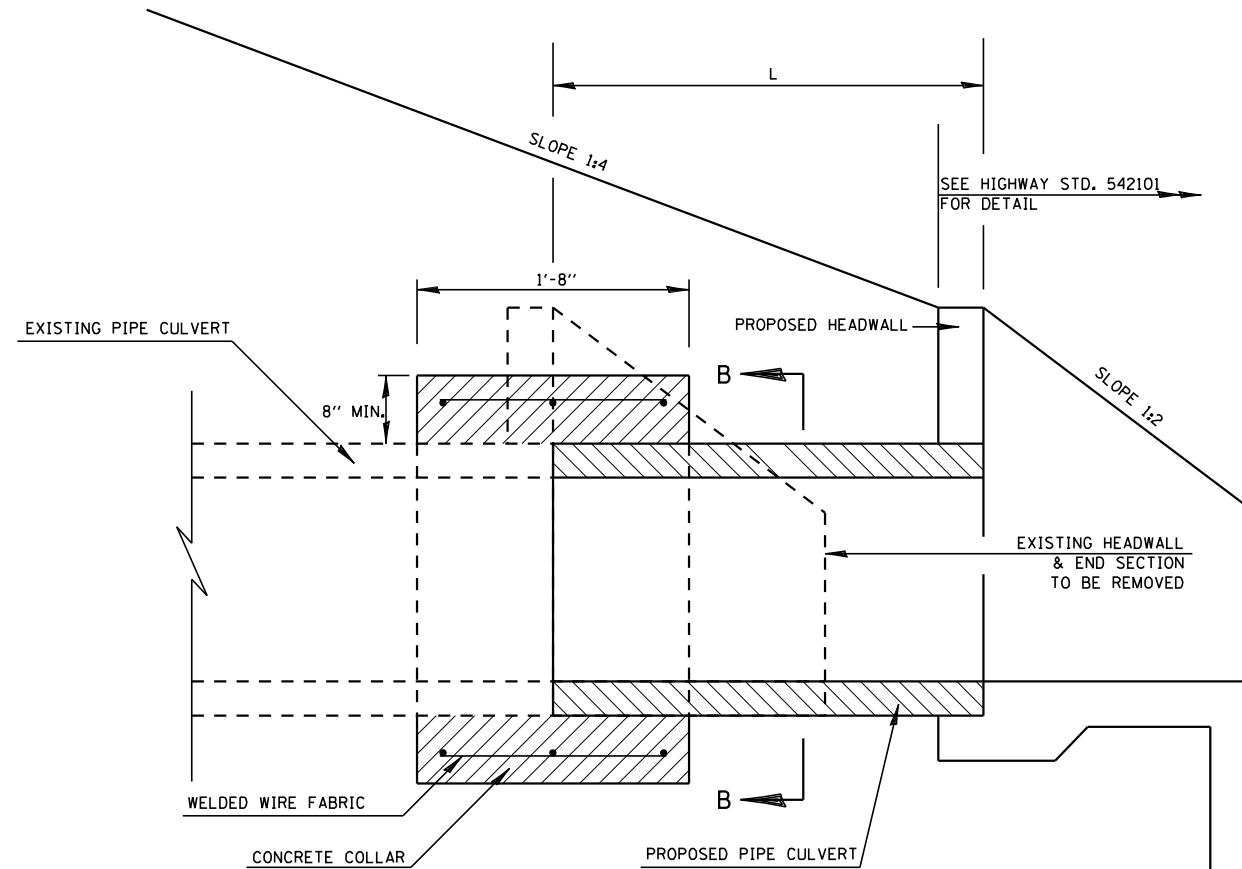 L
SLOPE 1:4
SEE HIGHWAY STD. 542101
FOR DETAIL
1'-8''
EXISTING PIPE CULVERT
PROPOSED HEADWALL
B
8'' MIN.
SLOPE 1:2
EXISTING HEADWALL
& END SECTION
TO BE REMOVED
WELDED WIRE FABRIC
B
CONCRETE COLLAR
PROPOSED PIPE CULVERT